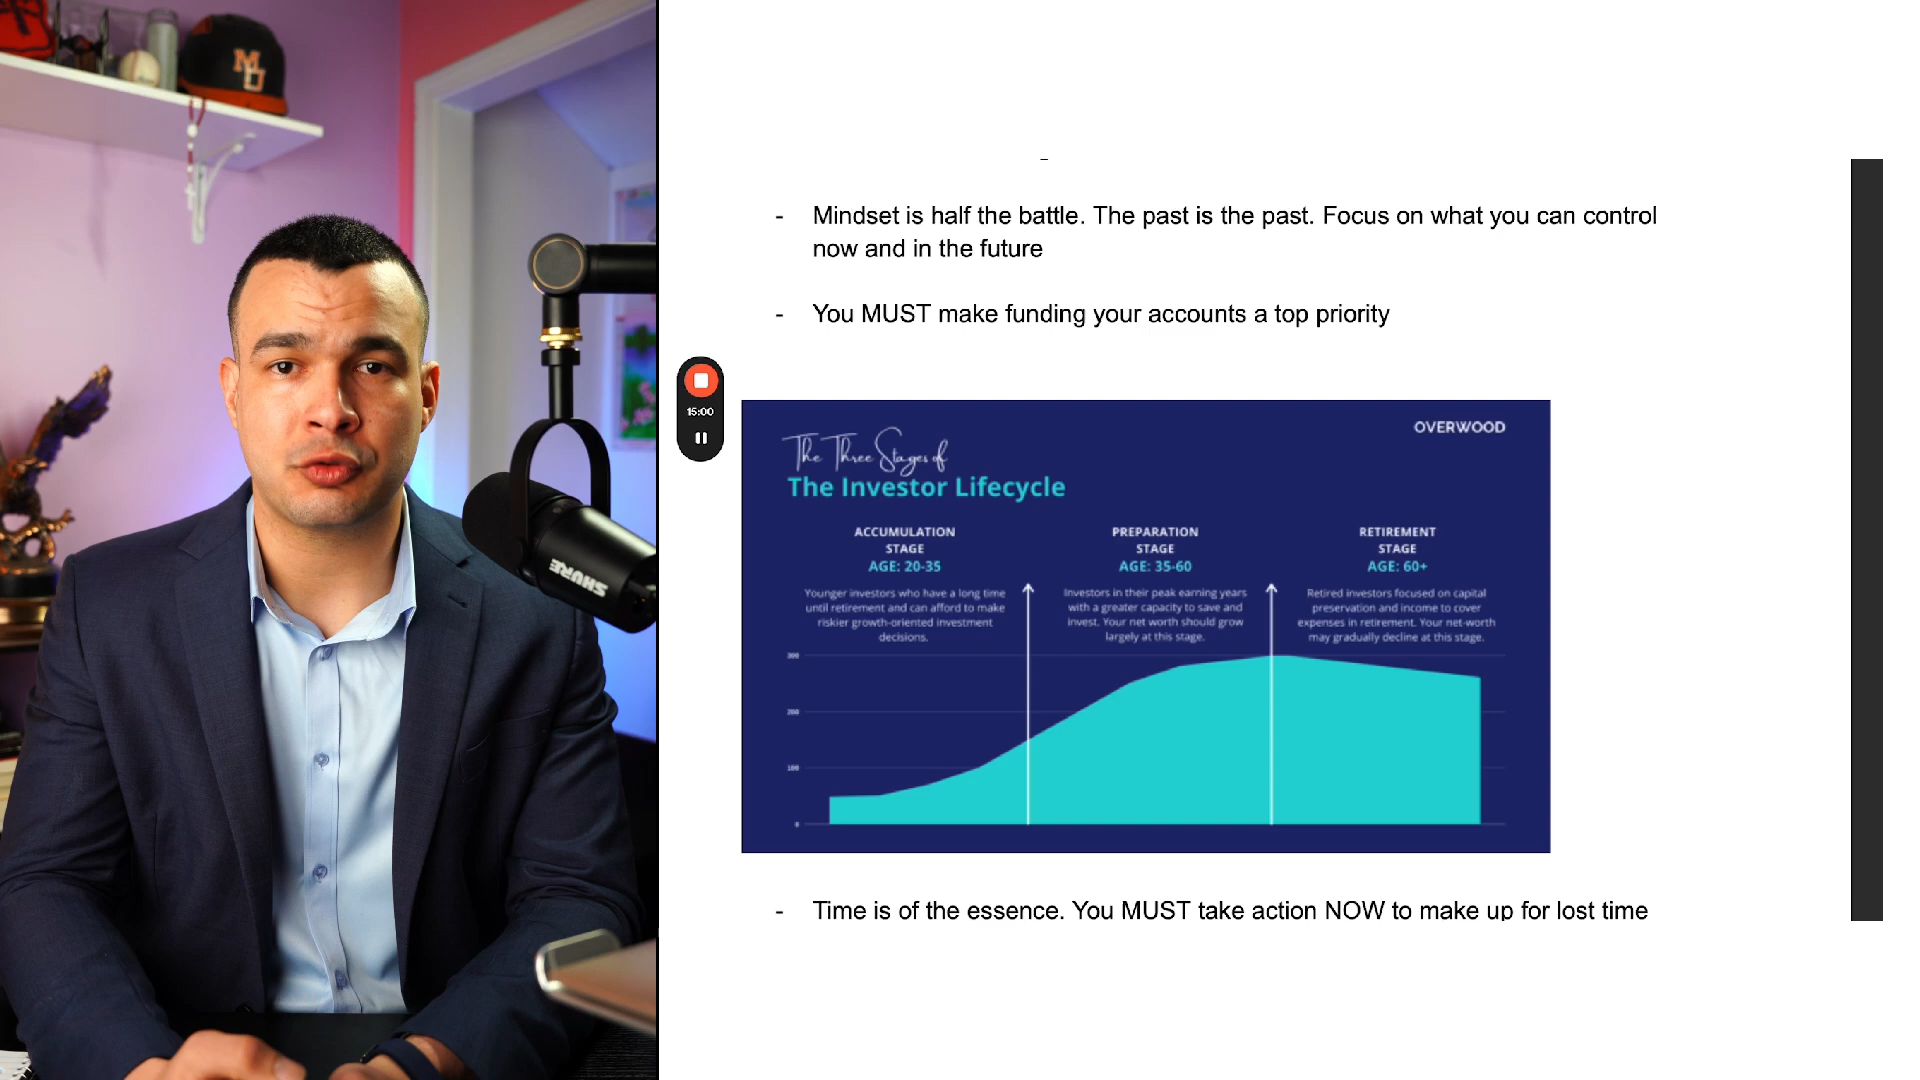 MU
SHURE
- Mindset is half the battle. The past is the past. Focus on what you can control
now and in the future
- You MUST make funding your accounts a top priority
15:00
OVERWOOD
The Three Stages of
The Investor Lifecycle
ACCUMULATION
STAGE
AGE: 20-35
Younger investors who have a long time
until retirement and can afford to make
riskier growth-oriented investment
decisions.
PREPARATION
STAGE
AGE: 35-60
Investors in their peak earning years
with a greater capacity to save and
invest. Your net worth should grow
largely at this stage.
RETIREMENT
STAGE
AGE: 60+
Retired investors focused on capital
preservation and income to cover
expenses in retirement. Your net-worth
may gradually decline at this stage.
300
200
100
0
- Time is of the essence. You MUST take action NOW to make up for lost time